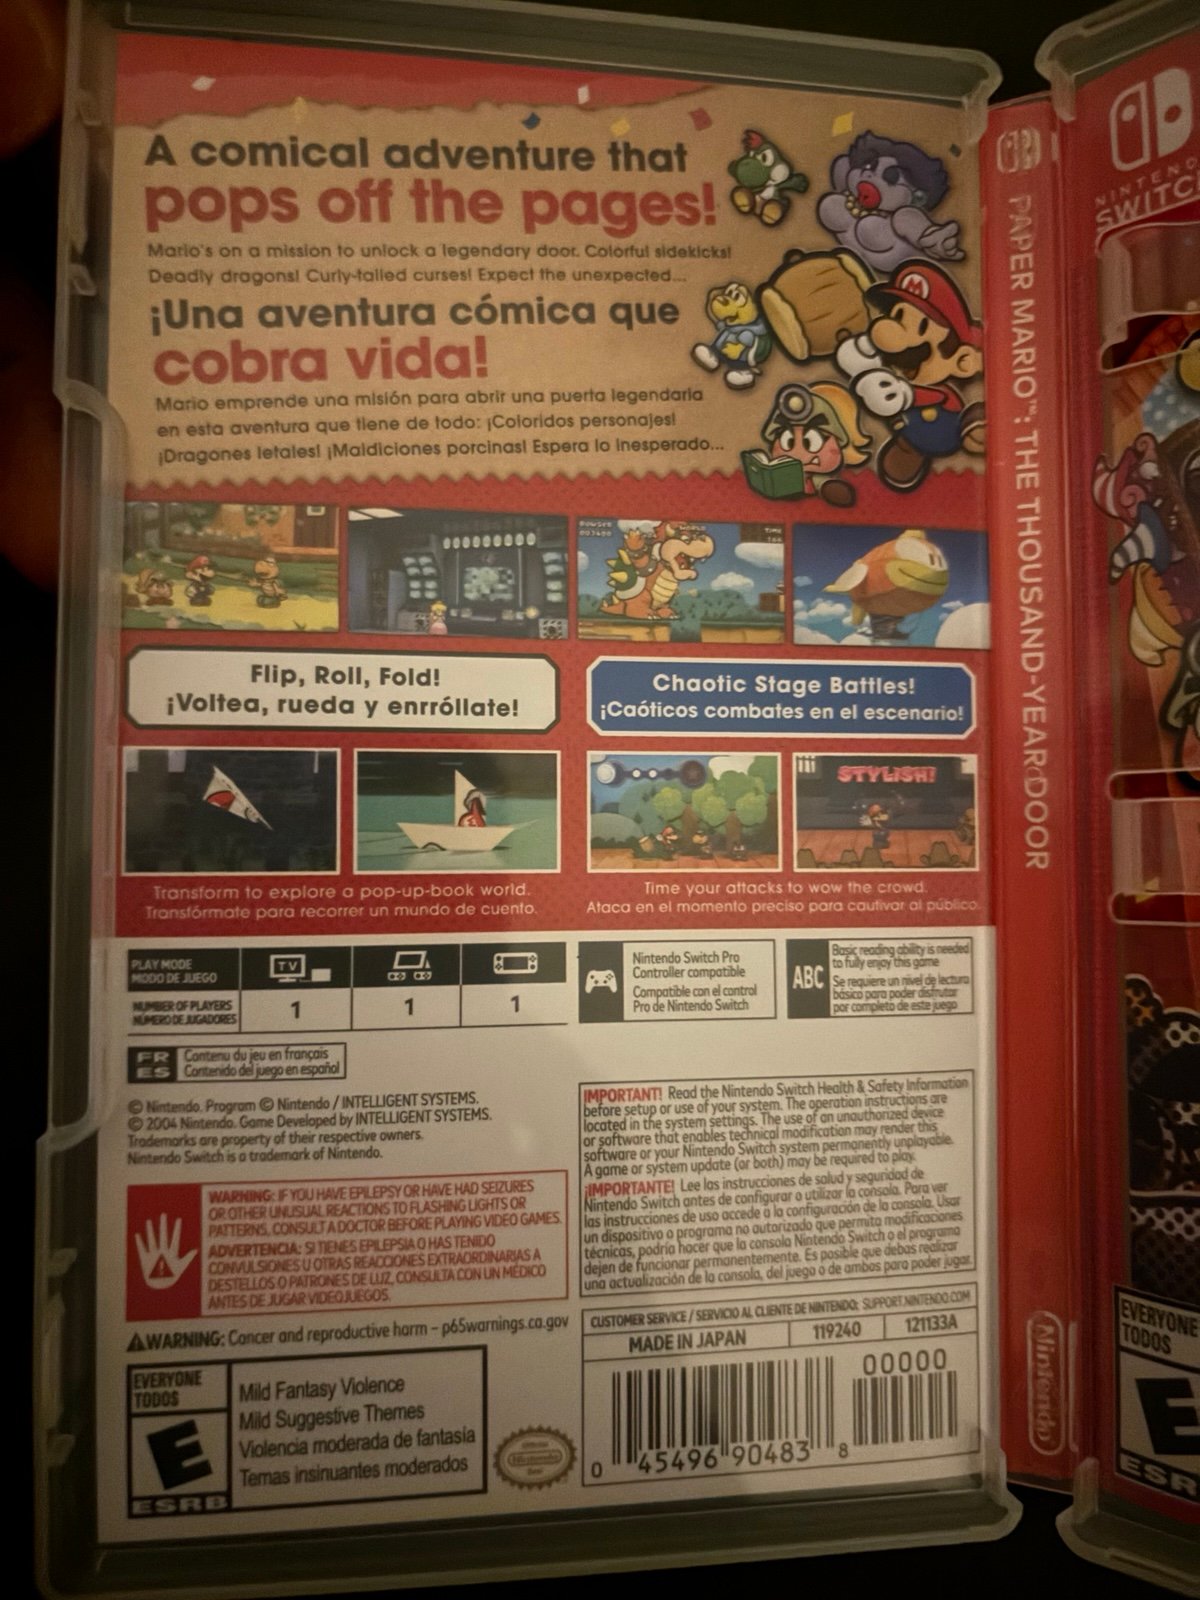 A comical adventure that
pops off the pages!
Mario's on a mission to unlock a legendary door. Colorful sidekicks!
Deadly dragons! Curly-tailed curses! Expect the unexpected...
¡Una aventura cómica que
cobra vida!
Mario emprende una misión para abrir una puerta legendaria
en esta aventura que tiene de todo: ¡Coloridos personajes!
¡Dragones letales! ¡Maldiciones porcinas! Espera lo inesperado...
BOWSER
WORLD
TIME
Flip, Roll, Fold!
¡Voltea, rueda y enrróllate!
Chaotic Stage Battles!
¡Caóticos combates en el escenario!
STYLISH!
Transform to explore a pop-up-book world.
Transfórmate para recorrer un mundo de cuento.
Time your attacks to wow the crowd.
Ataca en el momento preciso para cautivar al público.
PLAY MODE
MODO DE JUEGO
TV
NUMBER OF PLAYERS
NÚMERO DE JUGADORES
1
1
1
Nintendo Switch Pro
Controller compatible
Compatible con el control
Pro de Nintendo Switch
ABC
Basic reading ability is needed
to fully enjoy this game
Se requiere un nivel de lectura
básico para poder disfrutar
por completo de este juego
FR
ES
Contenu du jeu en français
Contenido del juego en español
© Nintendo. Program © Nintendo / INTELLIGENT SYSTEMS.
© 2004 Nintendo. Game Developed by INTELLIGENT SYSTEMS.
Trademarks are property of their respective owners.
Nintendo Switch is a trademark of Nintendo.
WARNING: IF YOU HAVE EPILEPSY OR HAVE HAD SEIZURES
OR OTHER UNUSUAL REACTIONS TO FLASHING LIGHTS OR
PATTERNS, CONSULT A DOCTOR BEFORE PLAYING VIDEO GAMES.
ADVERTENCIA: SI TIENES EPILEPSIA O HAS TENIDO
CONVULSIONES U OTRAS REACCIONES EXTRAORDINARIAS A
DESTELLOS O PATRONES DE LUZ, CONSULTA CON UN MÉDICO
ANTES DE JUGAR VIDEOJUEGOS.
⚠WARNING: Cancer and reproductive harm – p65warnings.ca.gov
IMPORTANT! Read the Nintendo Switch Health & Safety Information
before setup or use of your system. The operation instructions are
located in the system settings. The use of an unauthorized device
or software that enables technical modification may render this
software or your Nintendo Switch system permanently unplayable.
A game or system update (or both) may be required to play.
¡IMPORTANTE! Lee las instrucciones de salud y seguridad de
Nintendo Switch antes de configurar o utilizar la consola. Para ver
las instrucciones de uso accede a la configuración de la consola. Usar
un dispositivo o programa no autorizado que permita modificaciones
técnicas, podría hacer que la consola Nintendo Switch o el programa
dejen de funcionar permanentemente. Es posible que debas realizar
una actualización de la consola, del juego o de ambos para poder jugar.
CUSTOMER SERVICE / SERVICIO AL CLIENTE DE NINTENDO: SUPPORT.NINTENDO.COM
MADE IN JAPAN
119240
121133A
00000
0 45496 90483 8
EVERYONE
TODOS
E
ESRB
Mild Fantasy Violence
Mild Suggestive Themes
Violencia moderada de fantasía
Temas insinuantes moderados
Nintendo
PAPER MARIO™: THE THOUSAND-YEAR DOOR
Nintendo
NINTENDO
SWITCH
EVERYONE
TODOS
E
ESR